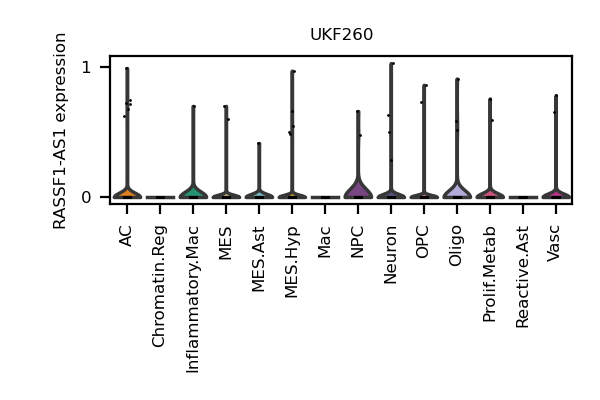 UKF260
RASSF1-AS1 expression
1
0
AC
Chromatin.Reg
Inflammatory.Mac
MES
MES.Ast
MES.Hyp
Mac
NPC
Neuron
OPC
Oligo
Prolif.Metab
Reactive.Ast
Vasc